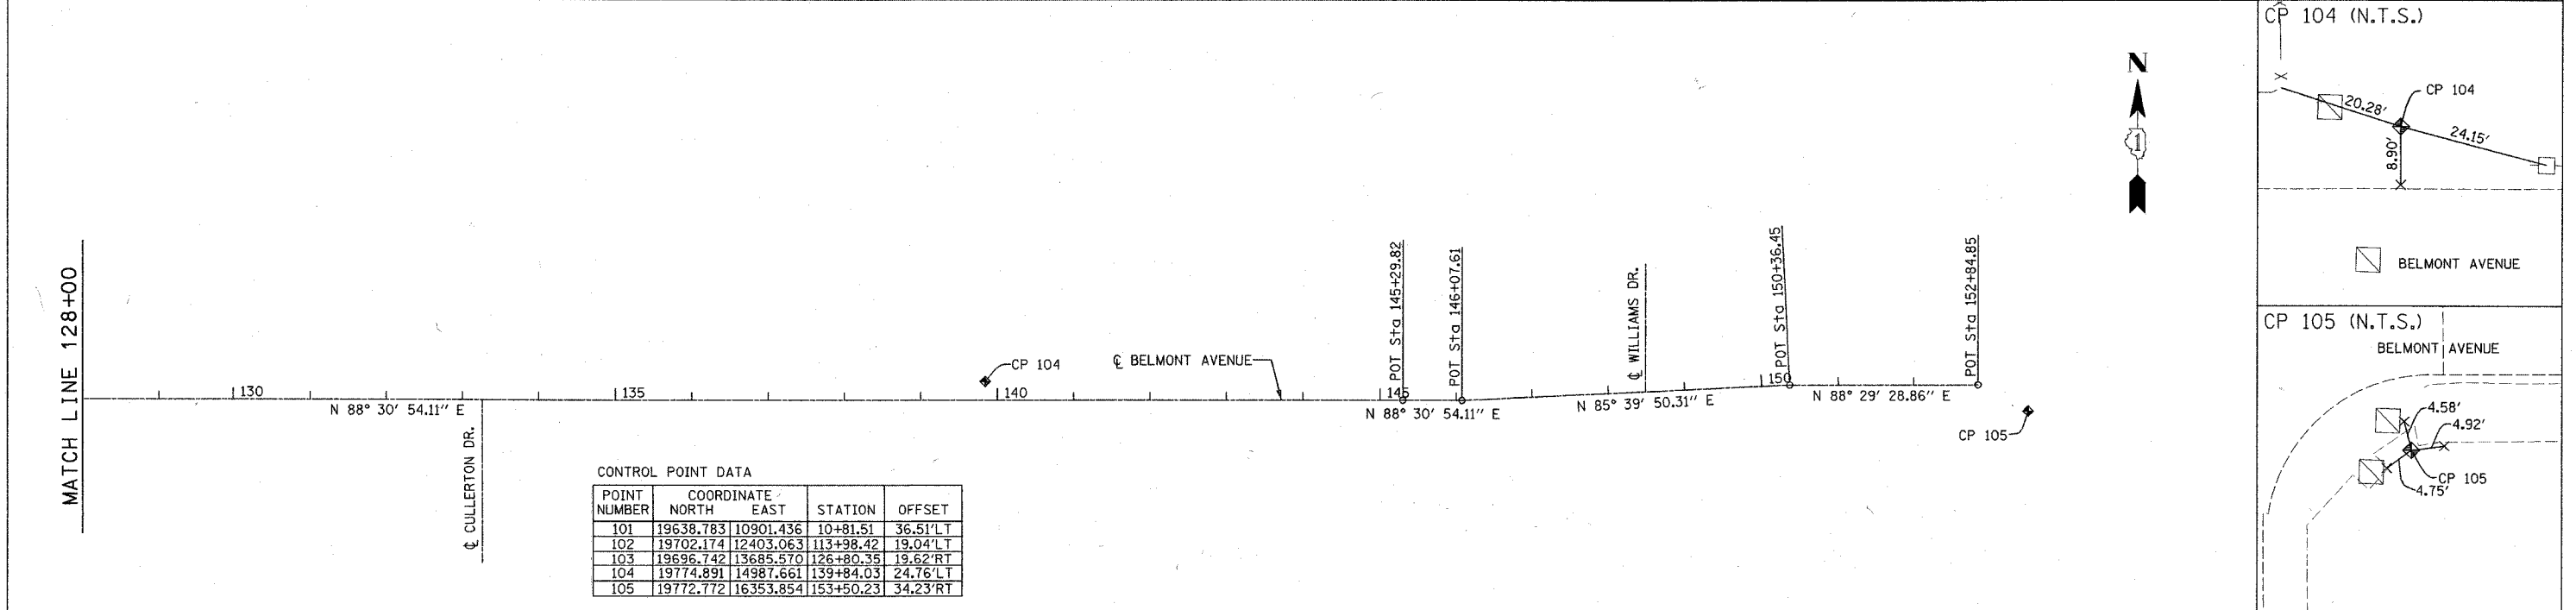 CP 104 (N.T.S.)
N
1
20.28'
CP 104
24.15'
8.90'
BELMONT AVENUE
MATCH LINE 128+00
130
N 88° 30' 54.11" E
℄ CULLERTON DR.
135
CP 104
140
℄ BELMONT AVENUE
145
POT Sta 145+29.82
POT Sta 146+07.61
N 88° 30' 54.11" E
℄ WILLIAMS DR.
N 85° 39' 50.31" E
150
POT Sta 150+36.45
N 88° 29' 28.86" E
POT Sta 152+84.85
CP 105
CP 105 (N.T.S.)
BELMONT AVENUE
4.58'
4.92'
CP 105
4.75'
CONTROL POINT DATA
POINT NUMBER COORDINATE NORTH EAST STATION OFFSET
101 19638.783 10901.436 10+81.51 36.51'LT
102 19702.174 12403.063 113+98.42 19.04'LT
103 19696.742 13685.570 126+80.35 19.62'RT
104 19774.891 14987.661 139+84.03 24.76'LT
105 19772.772 16353.854 153+50.23 34.23'RT